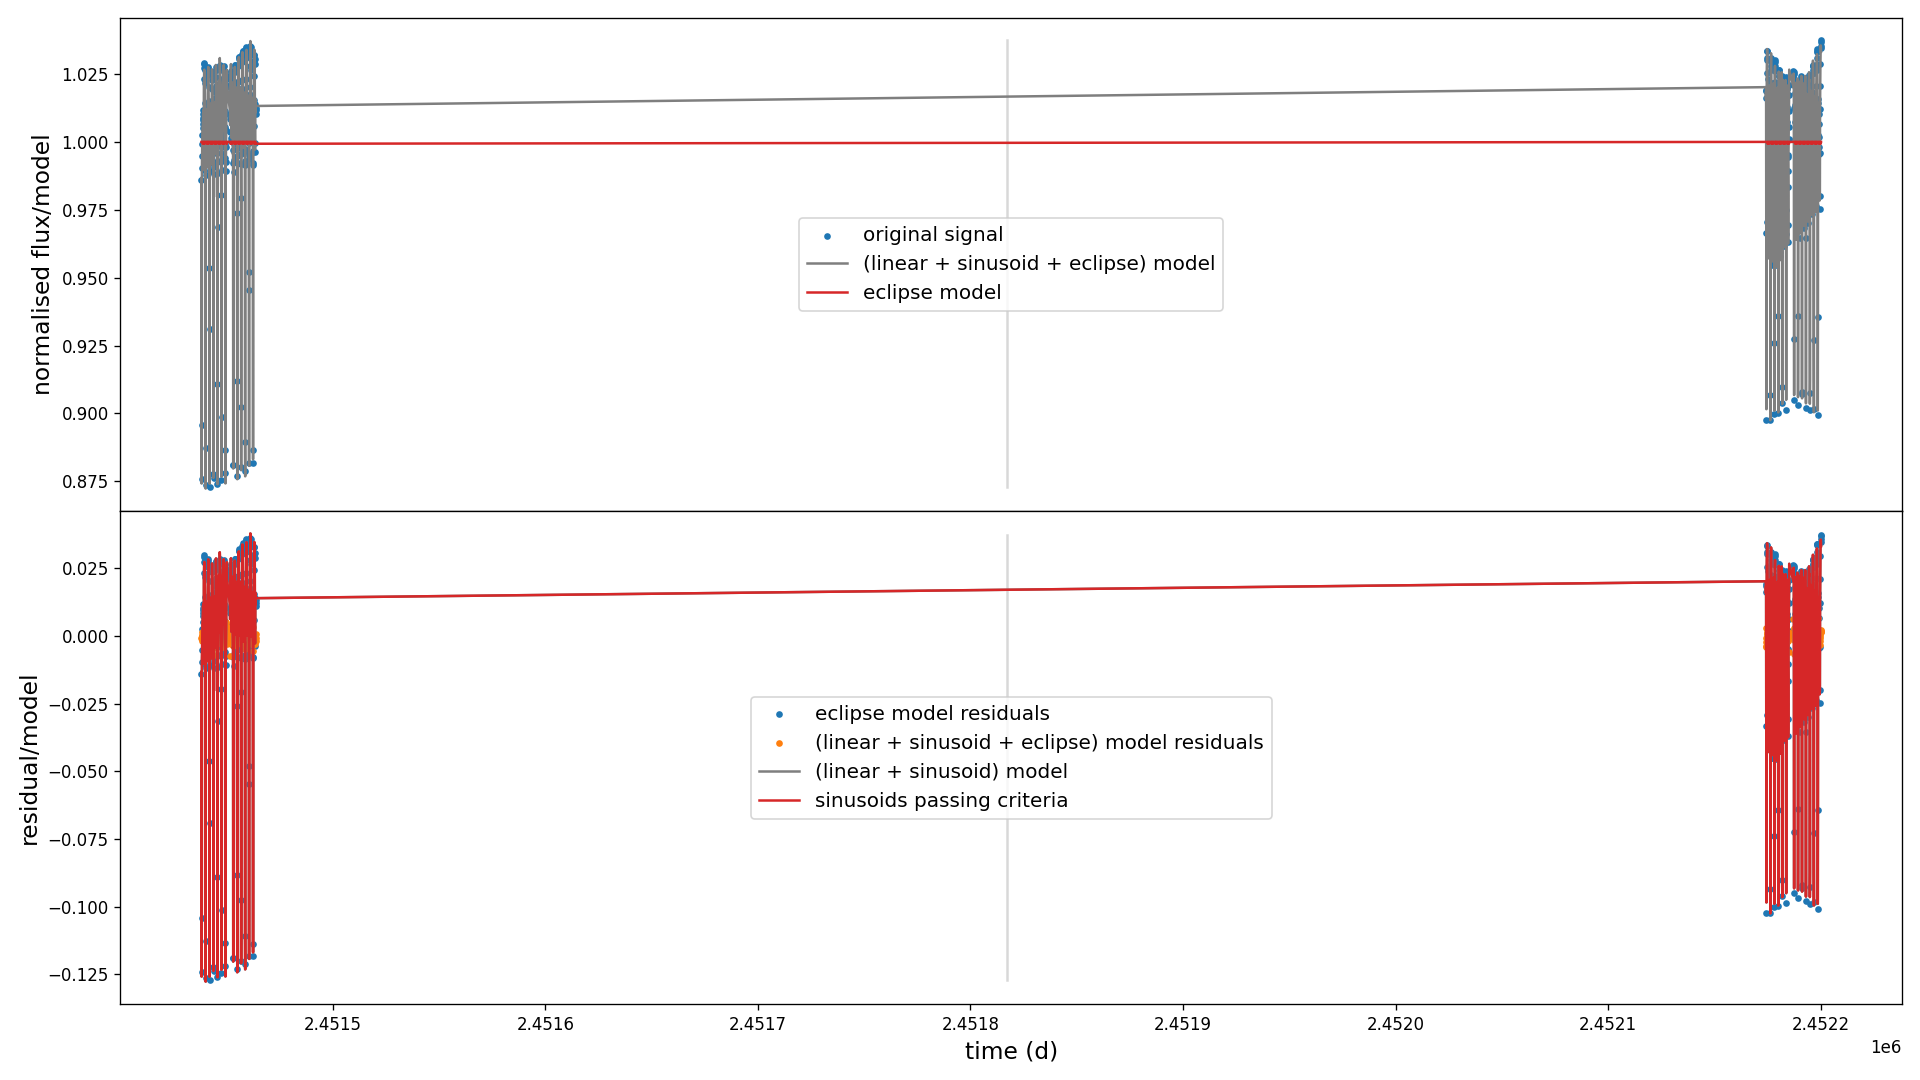 normalised flux/model
1.025
1.000
0.975
0.950
0.925
0.900
0.875
original signal
(linear + sinusoid + eclipse) model
eclipse model
residual/model
0.025
0.000
−0.025
−0.050
−0.075
−0.100
−0.125
eclipse model residuals
(linear + sinusoid + eclipse) model residuals
(linear + sinusoid) model
sinusoids passing criteria
2.4515 2.4516 2.4517 2.4518 2.4519 2.4520 2.4521 2.4522
time (d)
1e6